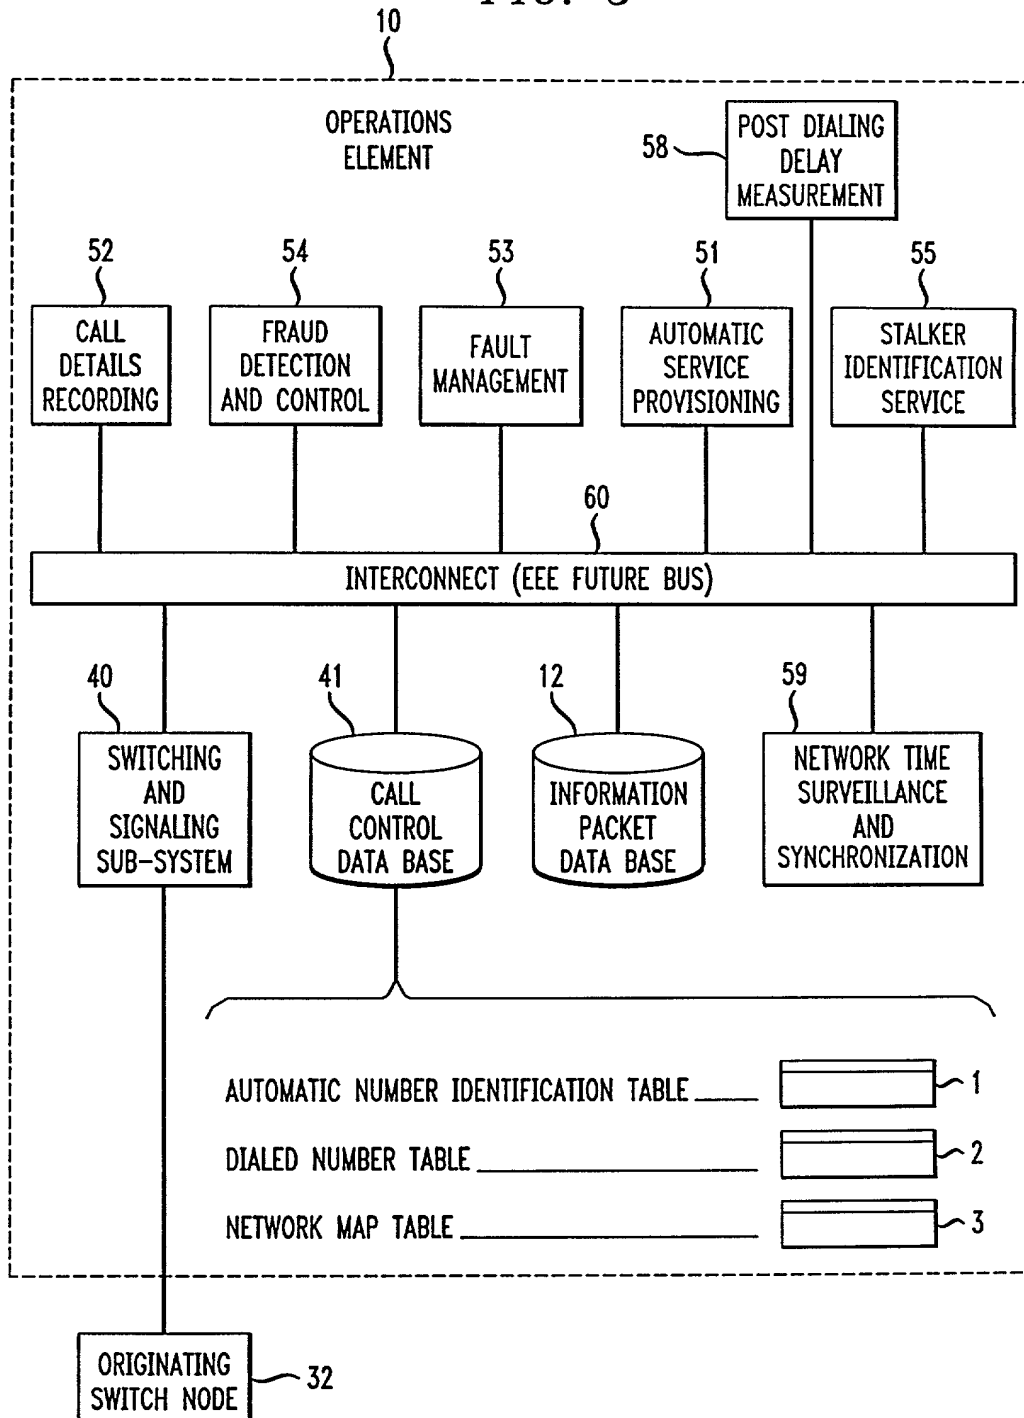 10
OPERATIONS
ELEMENT
58
POST DIALING
DELAY
MEASUREMENT
52
54
53
51
55
CALL
DETAILS
RECORDING
FRAUD
DETECTION
AND CONTROL
FAULT
MANAGEMENT
AUTOMATIC
SERVICE
PROVISIONING
STALKER
IDENTIFICATION
SERVICE
60
INTERCONNECT (EEE FUTURE BUS)
40
41
12
59
SWITCHING
AND
SIGNALING
SUB-SYSTEM
CALL
CONTROL
DATA BASE
INFORMATION
PACKET
DATA BASE
NETWORK TIME
SURVEILLANCE
AND
SYNCHRONIZATION
AUTOMATIC NUMBER IDENTIFICATION TABLE
1
DIALED NUMBER TABLE
2
NETWORK MAP TABLE
3
ORIGINATING
SWITCH NODE
32